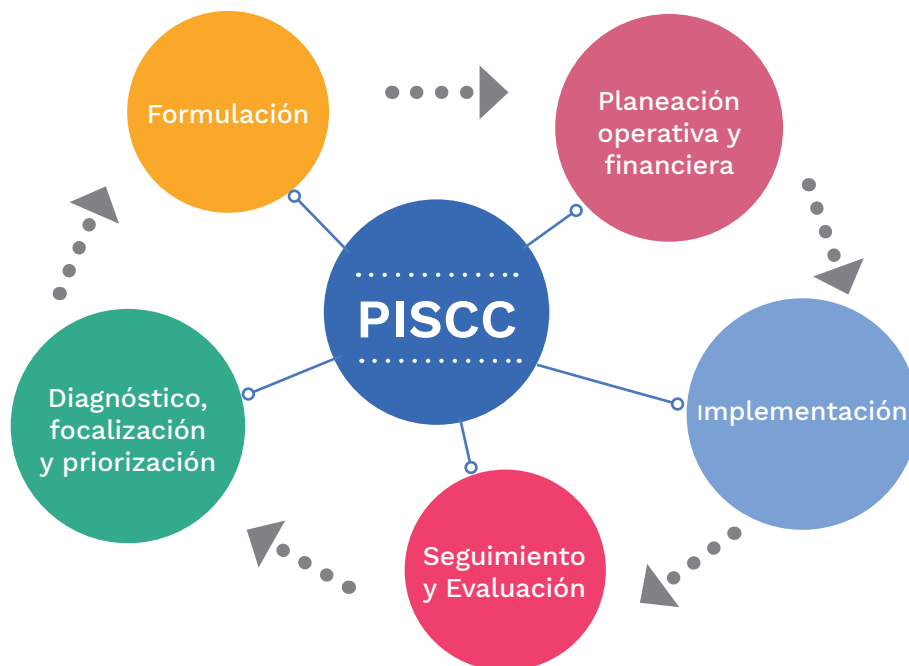 Formulación
Planeación
operativa y
financiera
PISCC
Diagnóstico,
focalización
y priorización
Implementación
Seguimiento
y Evaluación